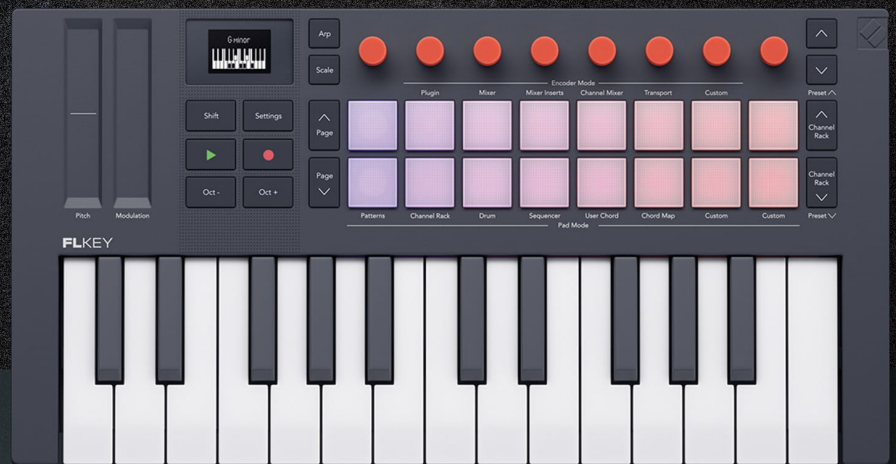 G Minor
Arp
Scale
Encoder Mode
Plugin Mixer Mixer Inserts Channel Mixer Transport Custom
Preset
Shift Settings
Page
Channel Rack
Page
Channel Rack
Oct - Oct +
Pitch Modulation
Patterns Channel Rack Drum Sequencer User Chord Chord Map Custom Custom
Preset
Pad Mode
FLKEY